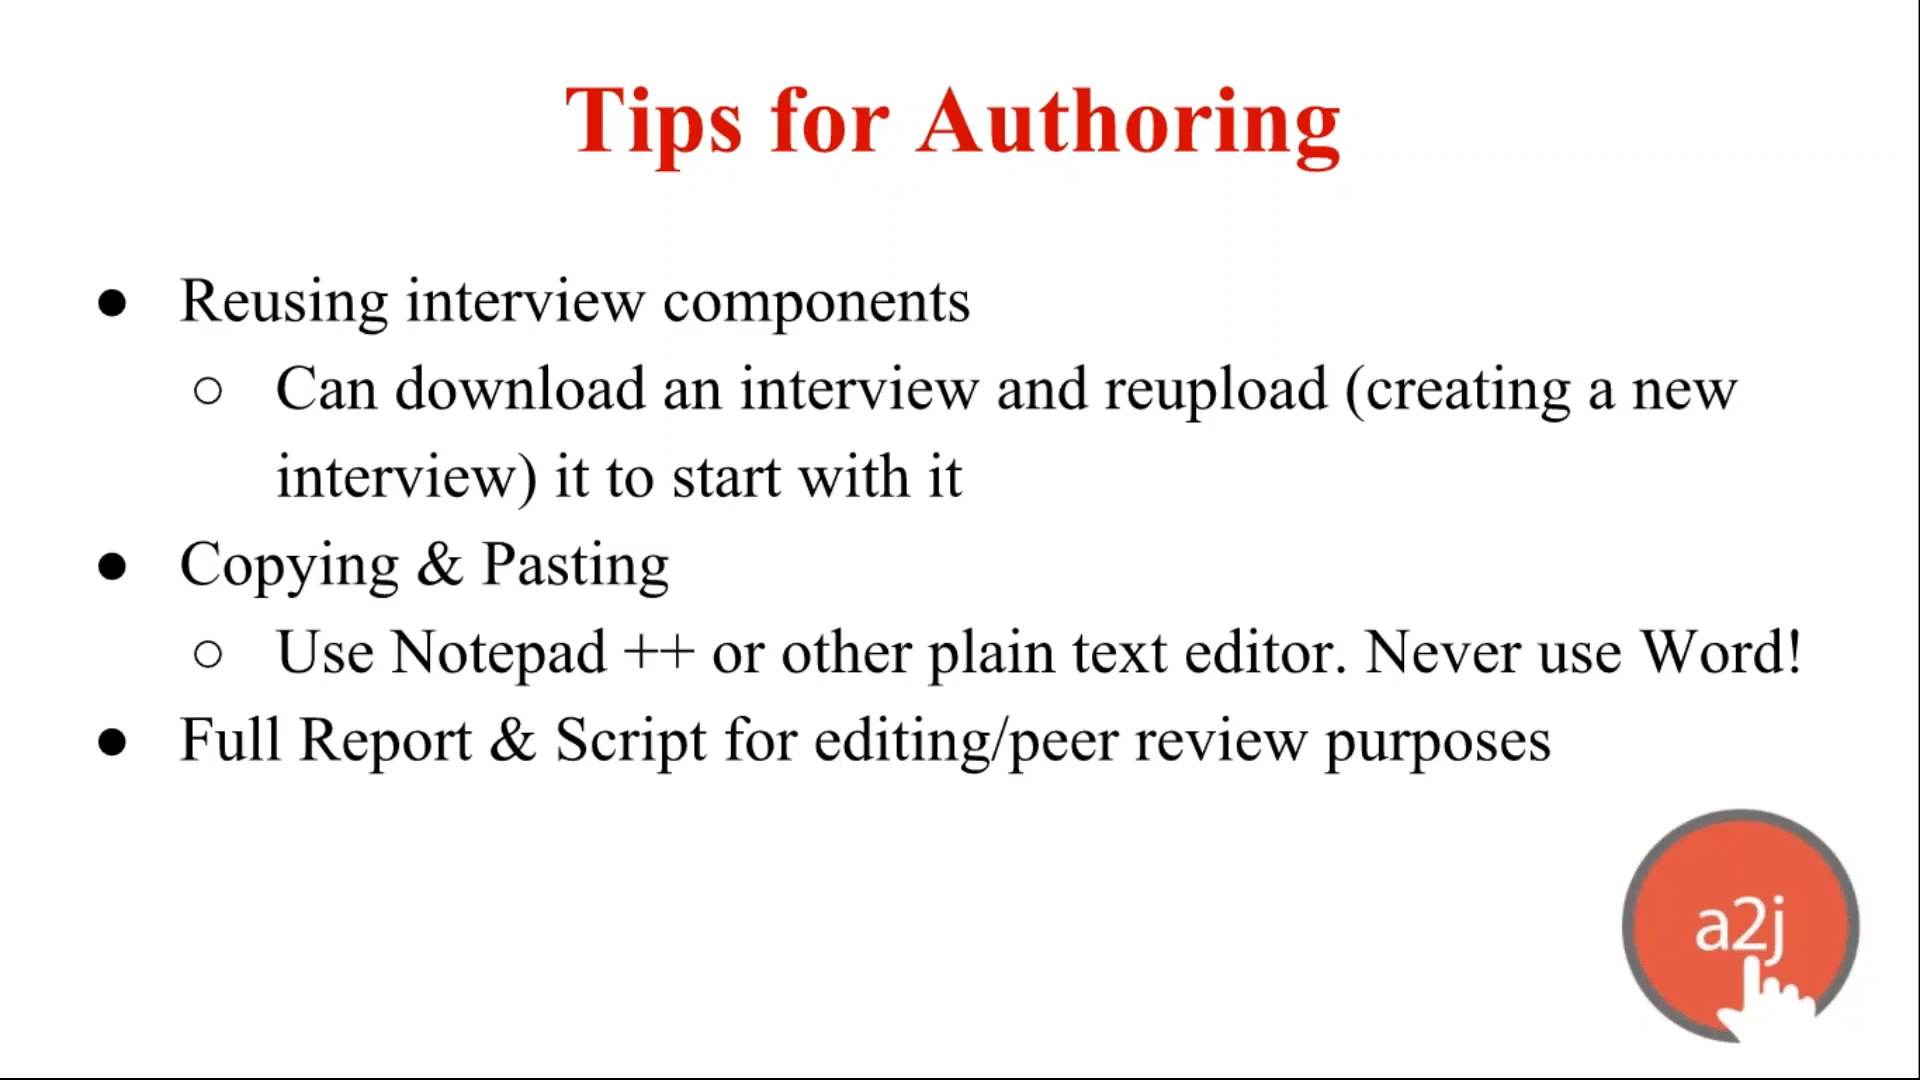 Tips for Authoring
● Reusing interview components
○ Can download an interview and reupload (creating a new
interview) it to start with it
● Copying & Pasting
○ Use Notepad ++ or other plain text editor. Never use Word!
● Full Report & Script for editing/peer review purposes
a2j